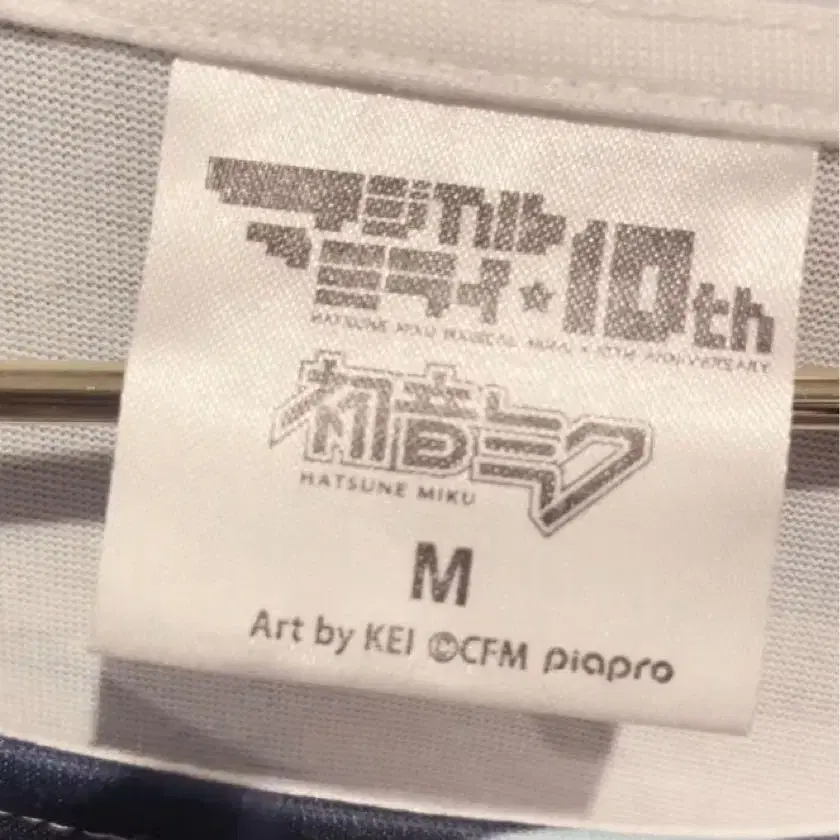 マジカル
ミライ★10th
HATSUNE MIKU MAGICAL MIRAI ★ 10TH ANNIVERSARY
初音ミク
HATSUNE MIKU
M
Art by KEI ©CFM piapro